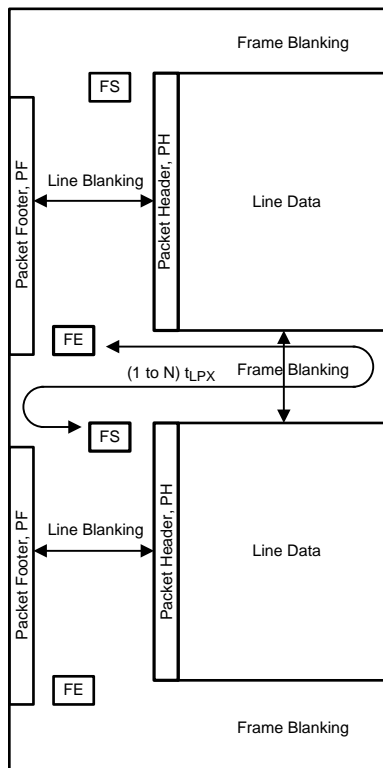 Frame Blanking
FS
Packet Footer, PF
Line Blanking
Packet Header, PH
Line Data
FE
(1 to N) tLPX
Frame Blanking
FS
Packet Footer, PF
Line Blanking
Packet Header, PH
Line Data
FE
Frame Blanking